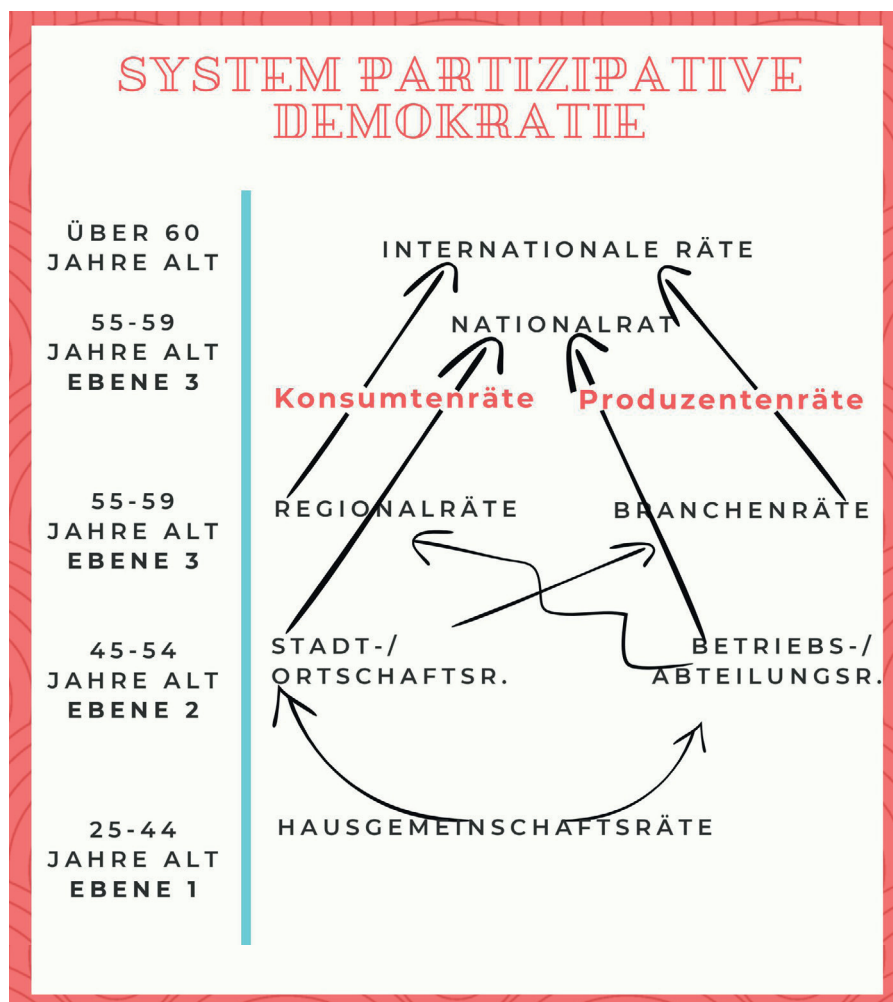 SYSTEM PARTIZIPATIVE
DEMOKRATIE
ÜBER 60
JAHRE ALT
INTERNATIONALE RÄTE
55-59
JAHRE ALT
EBENE 3
NATIONALRAT
Konsumtenräte
Produzentenräte
55-59
JAHRE ALT
EBENE 3
REGIONALRÄTE
BRANCHENRÄTE
45-54
JAHRE ALT
EBENE 2
STADT-/
ORTSCHAFTSR.
BETRIEBS-/
ABTEILUNGSR.
25-44
JAHRE ALT
EBENE 1
HAUSGEMEINSCHAFTSRÄTE